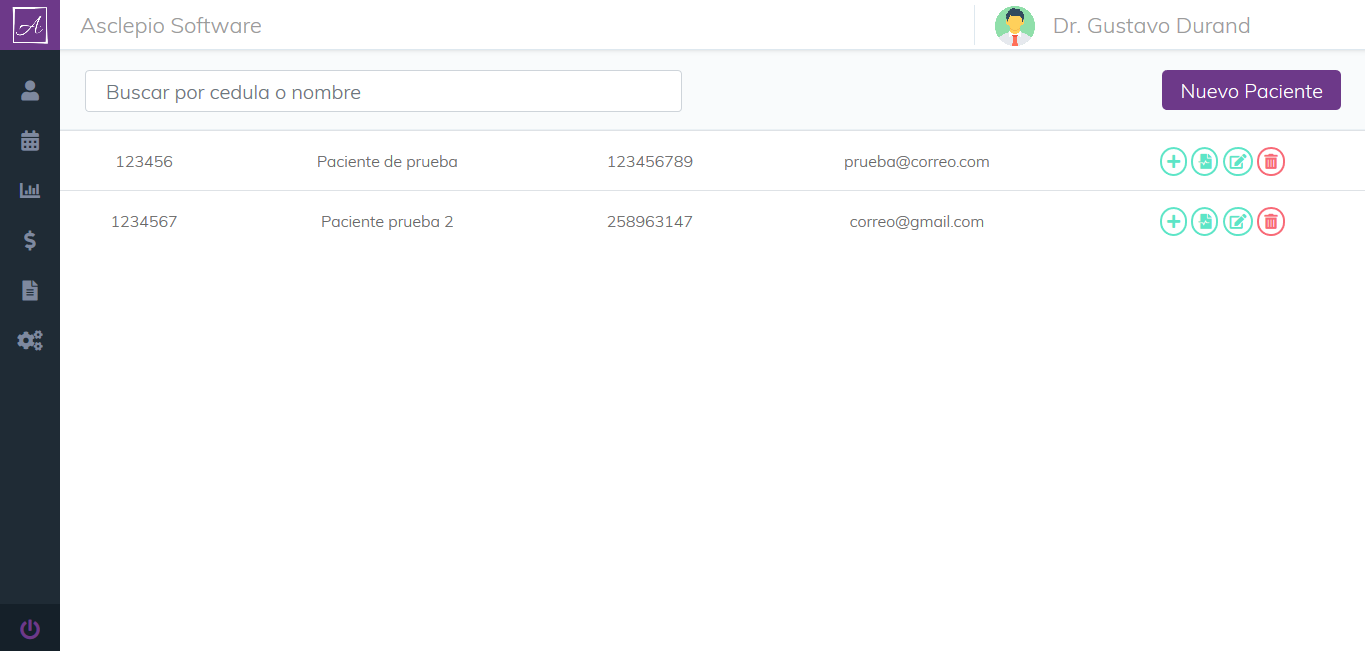 A
Asclepio Software
Dr. Gustavo Durand
Buscar por cedula o nombre
Nuevo Paciente
123456 Paciente de prueba 123456789 prueba@correo.com
1234567 Paciente prueba 2 258963147 correo@gmail.com